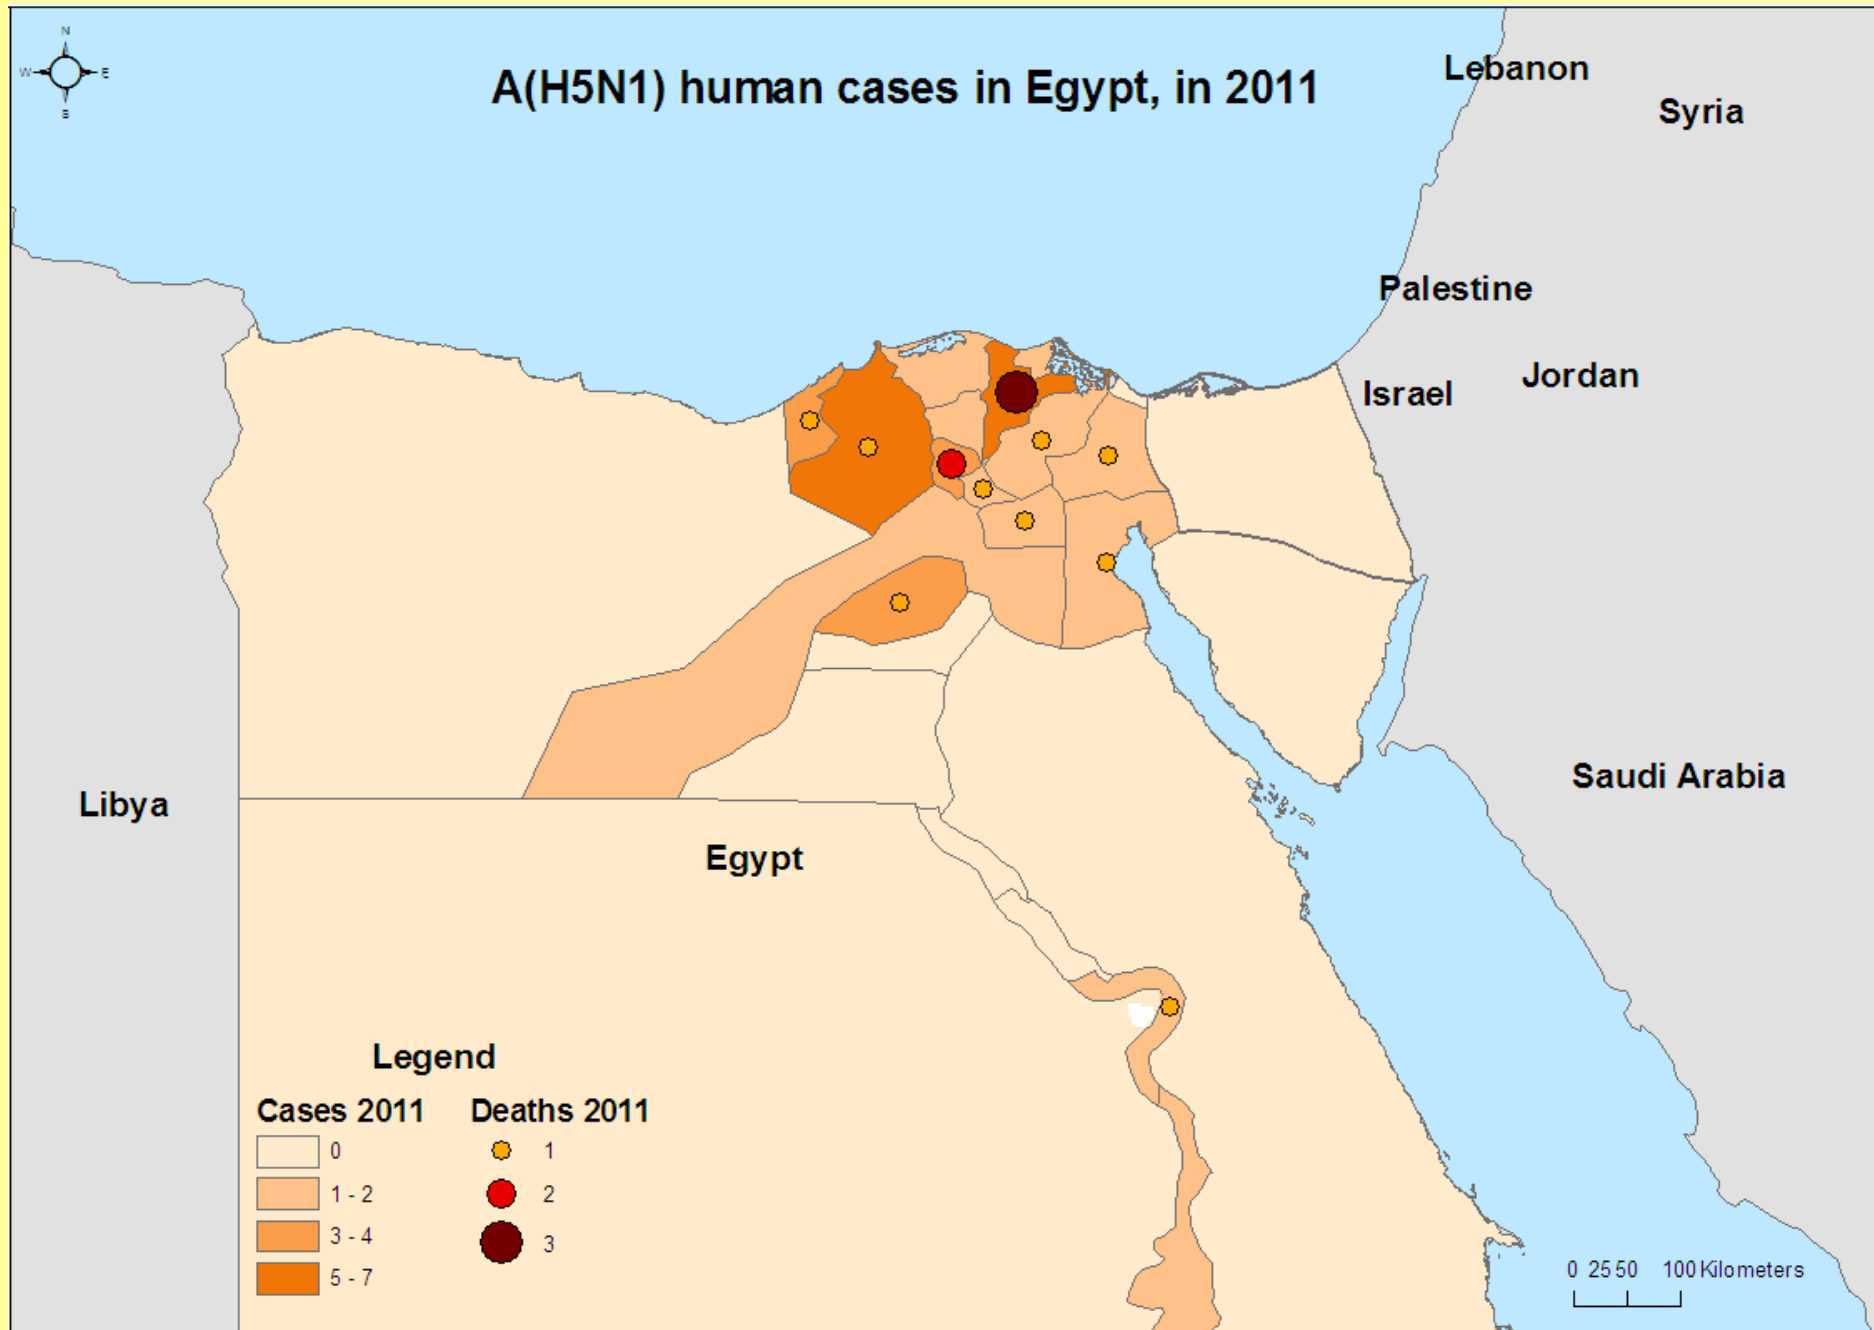 N
W E
S
A(H5N1) human cases in Egypt, in 2011
Lebanon
Syria
Palestine
Jordan
Israel
Saudi Arabia
Libya
Egypt
Legend
Cases 2011 Deaths 2011
0 1
1 - 2 2
3 - 4 3
5 - 7
0 25 50 100 Kilometers